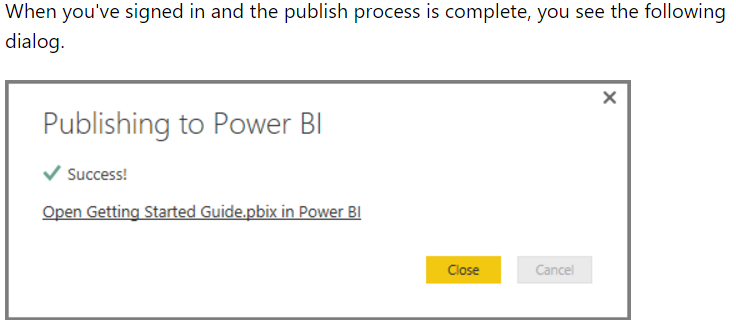 When you've signed in and the publish process is complete, you see the following
dialog.
Publishing to Power BI
Success!
Open Getting Started Guide.pbix in Power BI
Close
Cancel